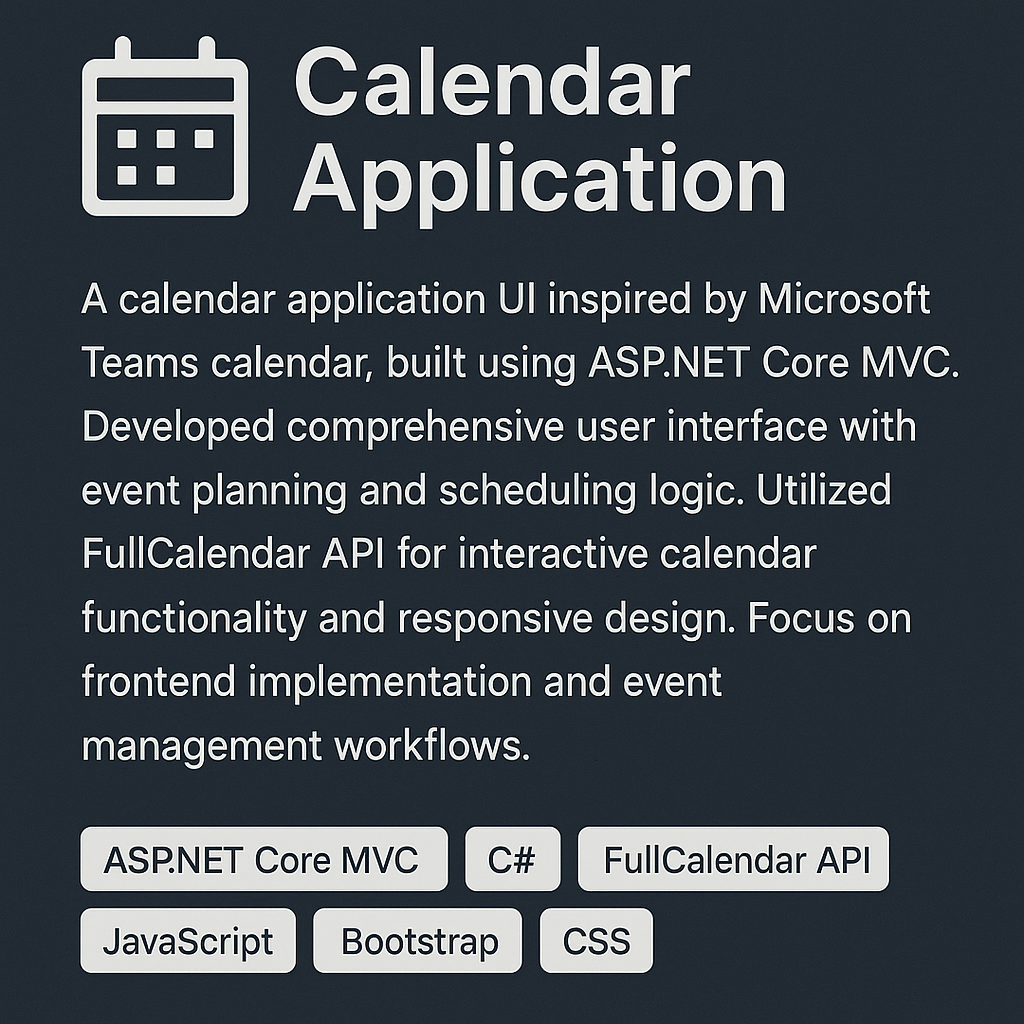 Calendar
Application
A calendar application UI inspired by Microsoft
Teams calendar, built using ASP.NET Core MVC.
Developed comprehensive user interface with
event planning and scheduling logic. Utilized
FullCalendar API for interactive calendar
functionality and responsive design. Focus on
frontend implementation and event
management workflows.
ASP.NET Core MVC C# FullCalendar API
JavaScript Bootstrap CSS